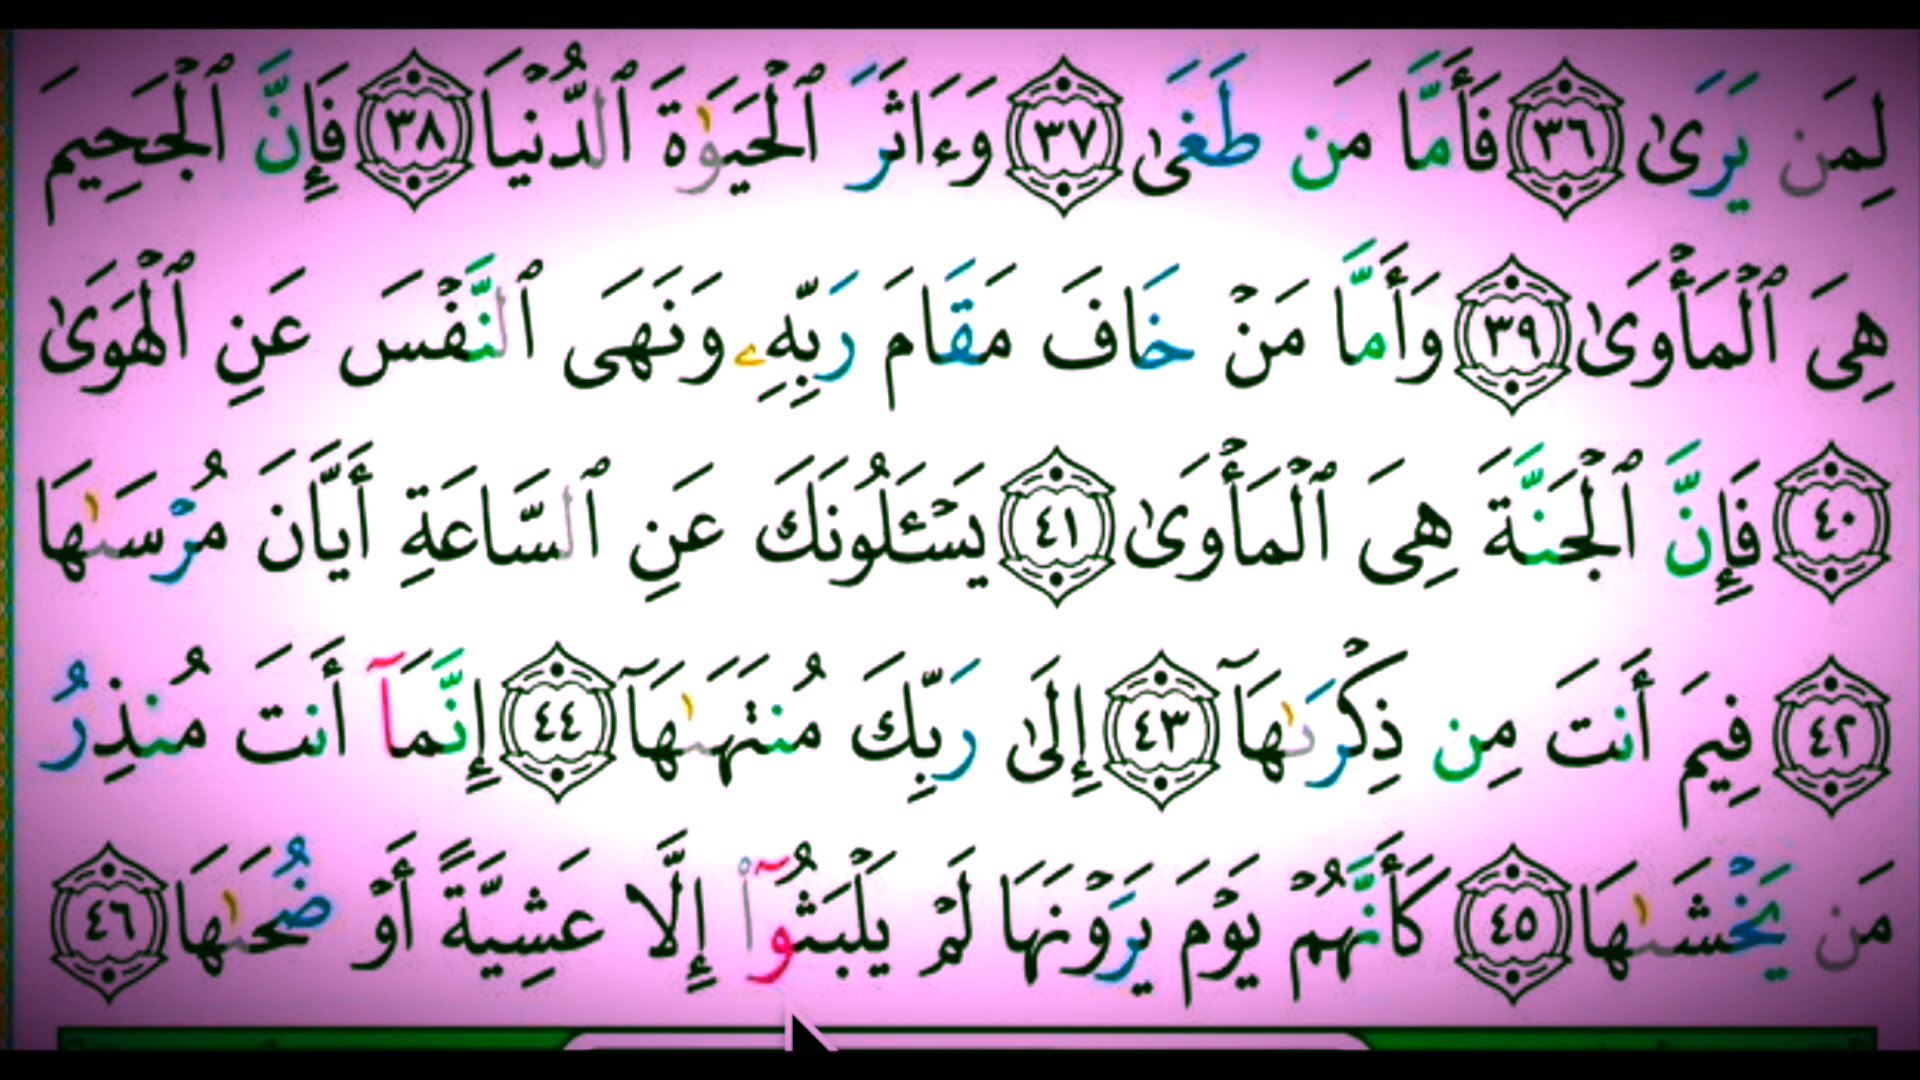 لِمَن يَرَىٰ ٣٦ فَأَمَّا مَن طَغَىٰ ٣٧ وَءَاثَرَ ٱلْحَيَوٰةَ ٱلدُّنْيَا ٣٨ فَإِنَّ ٱلْجَحِيمَ
هِىَ ٱلْمَأْوَىٰ ٣٩ وَأَمَّا مَنْ خَافَ مَقَامَ رَبِّهِۦ وَنَهَى ٱلنَّفْسَ عَنِ ٱلْهَوَىٰ
٤٠ فَإِنَّ ٱلْجَنَّةَ هِىَ ٱلْمَأْوَىٰ ٤١ يَسْـَٔلُونَكَ عَنِ ٱلسَّاعَةِ أَيَّانَ مُرْسَىٰهَا
٤٢ فِيمَ أَنتَ مِن ذِكْرَىٰهَآ ٤٣ إِلَىٰ رَبِّكَ مُنتَهَىٰهَآ ٤٤ إِنَّمَآ أَنتَ مُنذِرُ
مَن يَخْشَىٰهَا ٤٥ كَأَنَّهُمْ يَوْمَ يَرَوْنَهَا لَمْ يَلْبَثُوٓا۟ إِلَّا عَشِيَّةً أَوْ ضُحَىٰهَا ٤٦